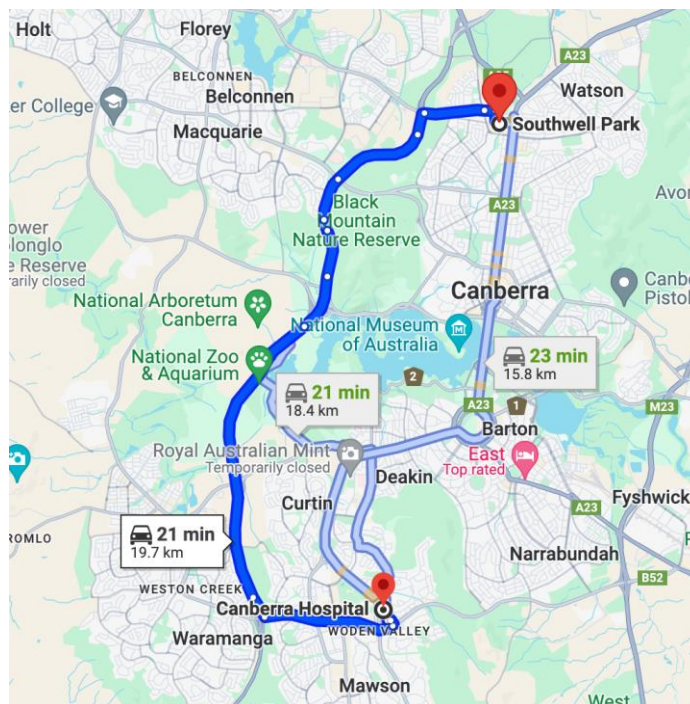 Holt
Florey
A23
BELCONNEN
Belconnen
Watson
er College
Macquarie
Southwell Park
Black
Mountain
Nature Reserve
A23
Avon
ower
olonglo
e Reserve
rarily closed
National Arboretum
Canberra
Canberra
Canb
Pistol
National Museum
of Australia
National Zoo
& Aquarium
23 min
15.8 km
21 min
18.4 km
2
A23
1
M23
Barton
Royal Australian Mint
Temporarily closed
East
Top rated
Deakin
Curtin
A23
Fyshwick
21 min
19.7 km
ROMLO
Narrabundah
B52
WESTON CREEK
Canberra Hospital
WODEN VALLEY
Waramanga
Mawson
West